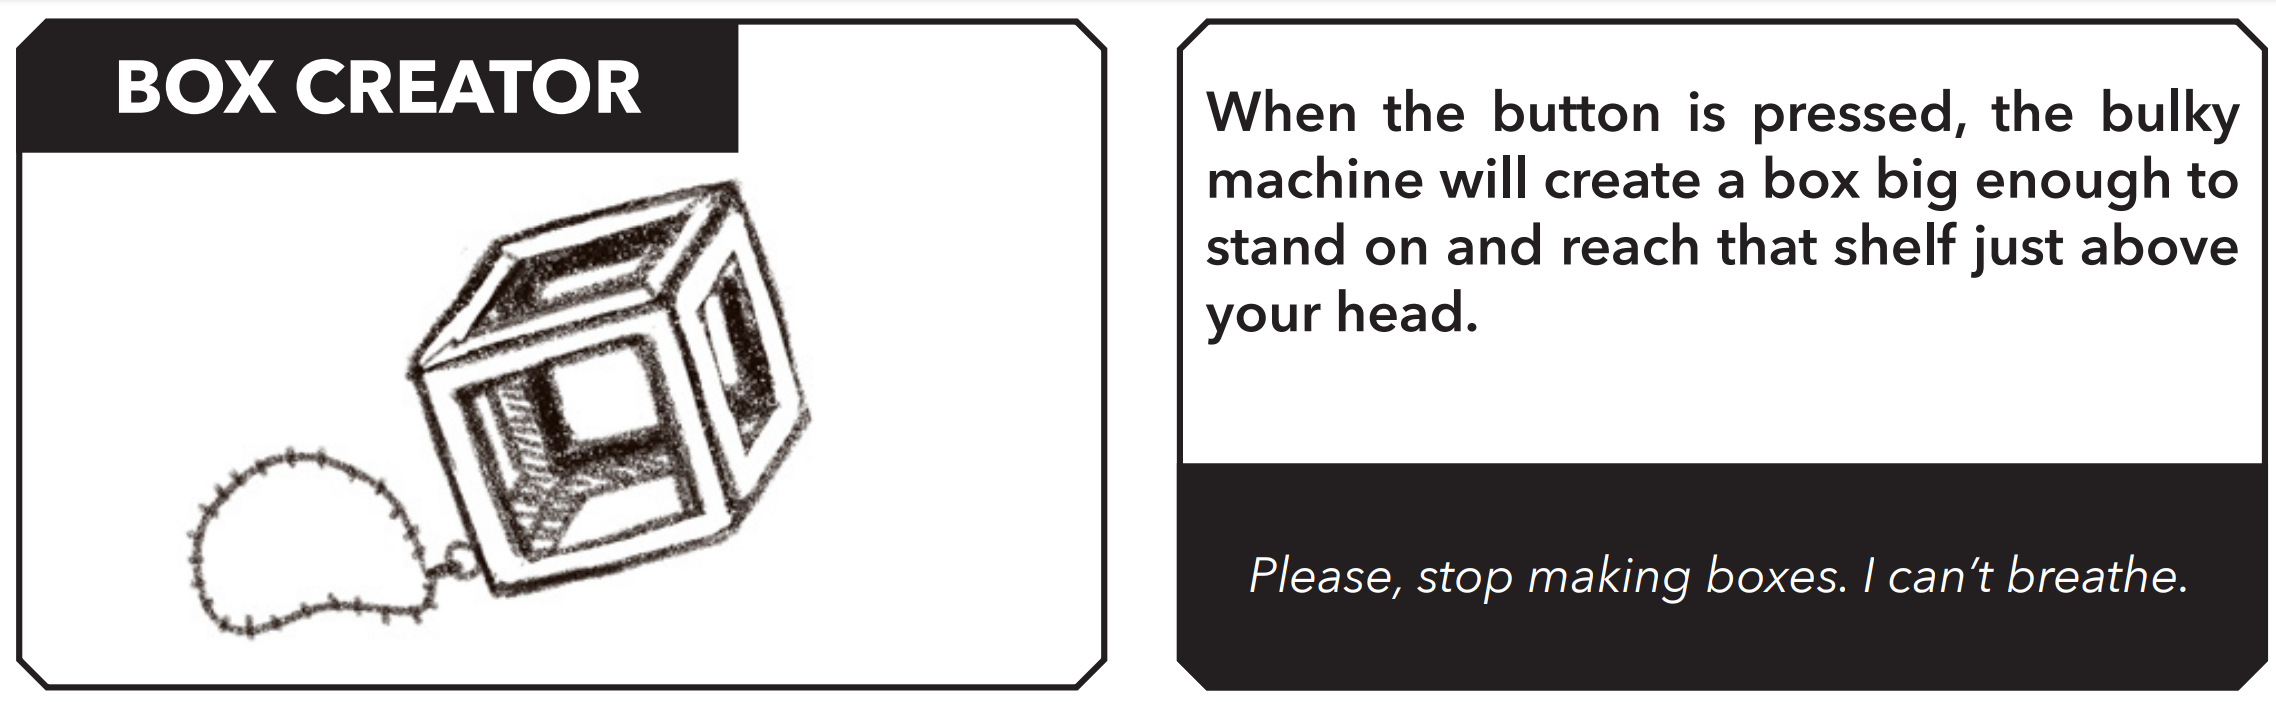 BOX CREATOR
When the button is pressed, the bulky
machine will create a box big enough to
stand on and reach that shelf just above
your head.
Please, stop making boxes. I can’t breathe.